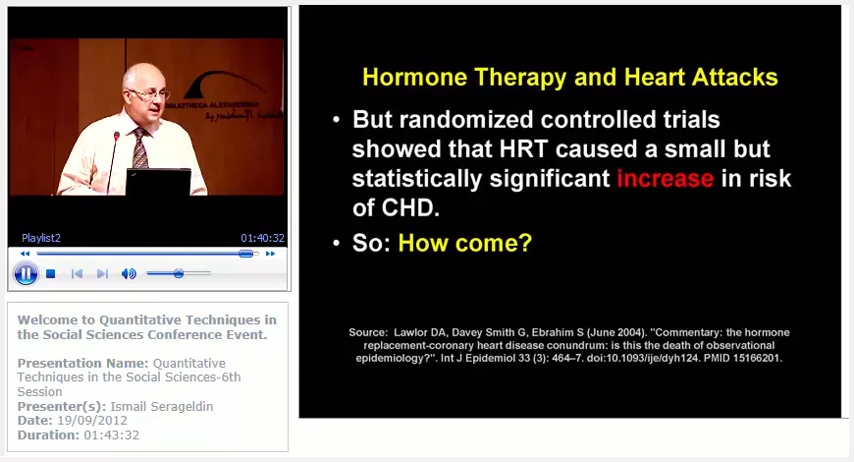 BIBLIOTHECA ALEXANDRINA
مكتبة الإسكندرية
Playlist2
01:40:32
Welcome to Quantitative Techniques in
the Social Sciences Conference Event.
Presentation Name: Quantitative
Techniques in the Social Sciences-6th
Session
Presenter(s): Ismail Serageldin
Date: 19/09/2012
Duration: 01:43:32
Hormone Therapy and Heart Attacks
• But randomized controlled trials
showed that HRT caused a small but
statistically significant increase in risk
of CHD.
• So: How come?
Source: Lawlor DA, Davey Smith G, Ebrahim S (June 2004). "Commentary: the hormone
replacement-coronary heart disease conundrum: is this the death of observational
epidemiology?". Int J Epidemiol 33 (3): 464–7. doi:10.1093/ije/dyh124. PMID 15166201.